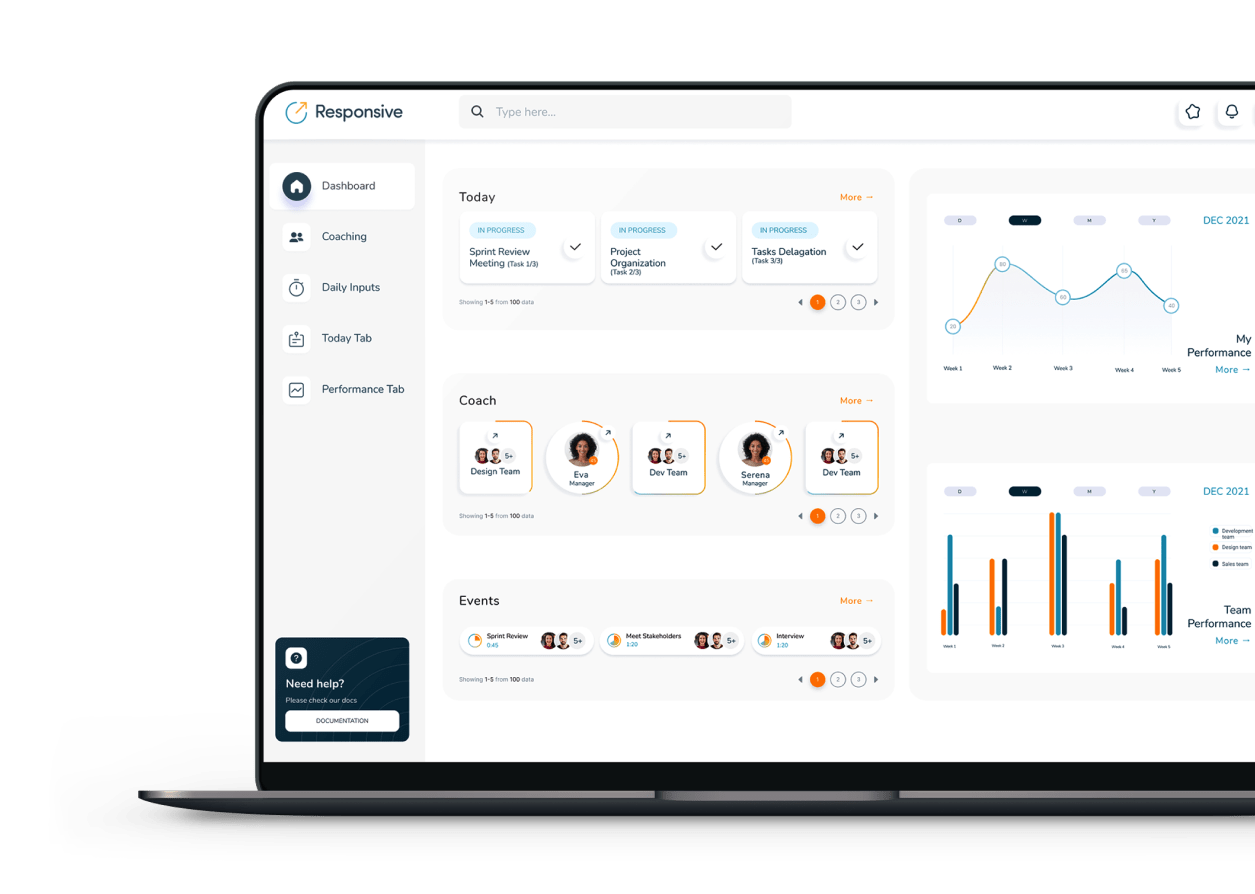 Responsive
Type here...
Dashboard
Coaching
Daily Inputs
Today Tab
Performance Tab
Need help?
Please check our docs
DOCUMENTATION
Today
More →
IN PROGRESS
Sprint Review
Meeting (Task 1/3)
IN PROGRESS
Project
Organization
(Task 2/3)
IN PROGRESS
Tasks Delagation
(Task 3/3)
Showing 1-5 from 100 data
1 2 3
Coach
More →
5+
Design Team
Eva
Manager
5+
Dev Team
Serena
Manager
5+
Dev Team
Showing 1-5 from 100 data
1 2 3
Events
More →
Sprint Review
0:45
5+
Meet Stakeholders
1:20
5+
Interview
1:20
5+
Showing 1-5 from 100 data
1 2 3
D W M Y DEC 2021
20 80 50 55 40
Week 1 Week 2 Week 3 Week 4 Week 5
My
Performance
More →
D W M Y DEC 2021
Development
team
Design team
Sales team
Week 1 Week 2 Week 3 Week 4 Week 5
Team
Performance
More →